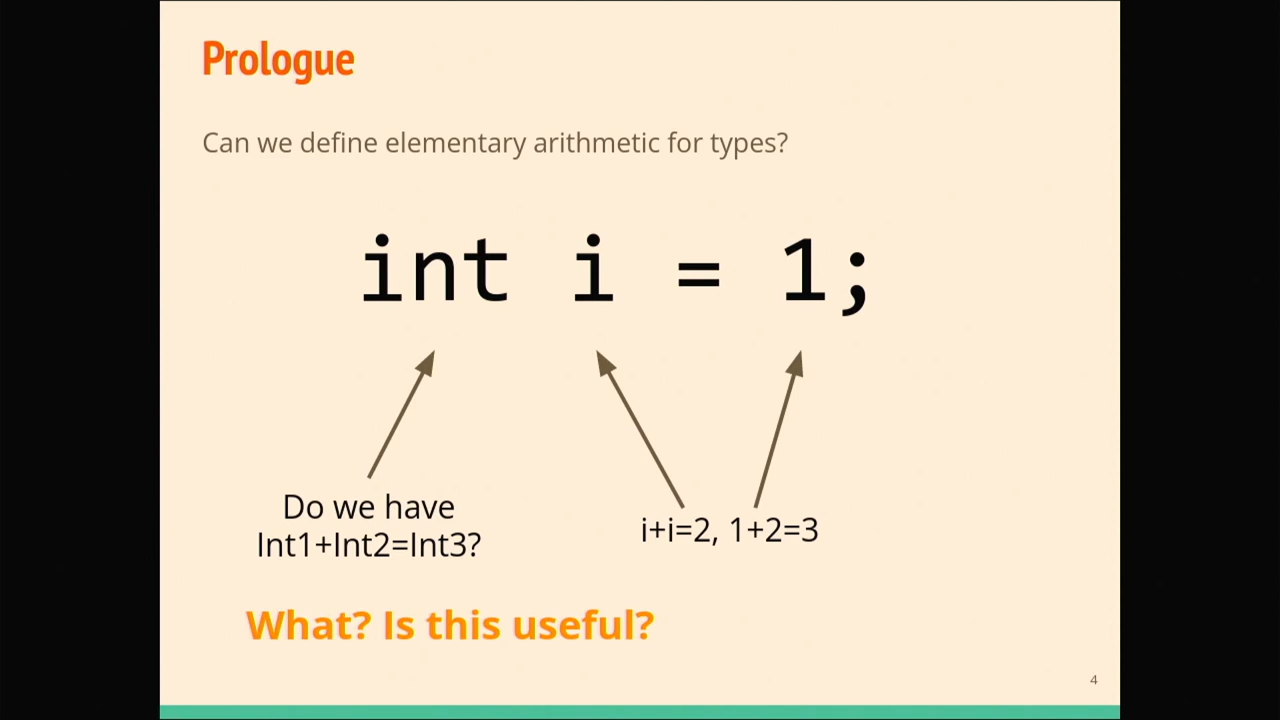 Prologue
Can we define elementary arithmetic for types?
int i = 1;
Do we have
Int1+Int2=Int3?
i+i=2, 1+2=3
What? Is this useful?
4